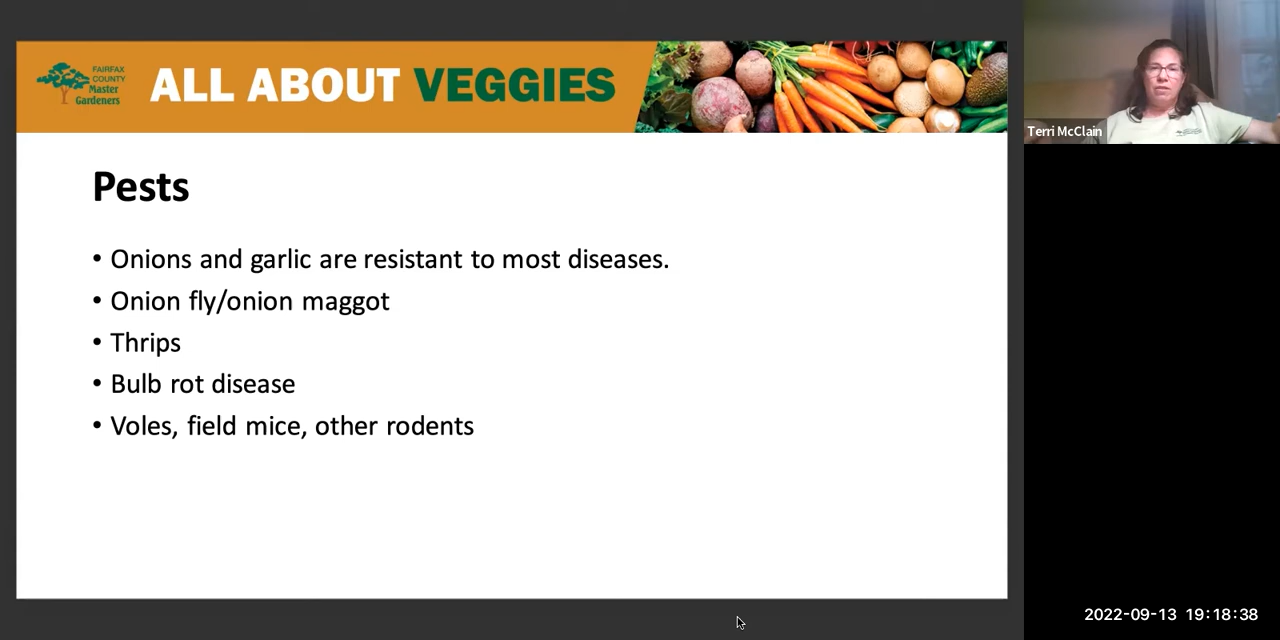 FAIRFAX
COUNTY
Master
Gardeners
ALL ABOUT VEGGIES
Terri McClain
Pests
• Onions and garlic are resistant to most diseases.
• Onion fly/onion maggot
• Thrips
• Bulb rot disease
• Voles, field mice, other rodents
2022-09-13 19:18:38